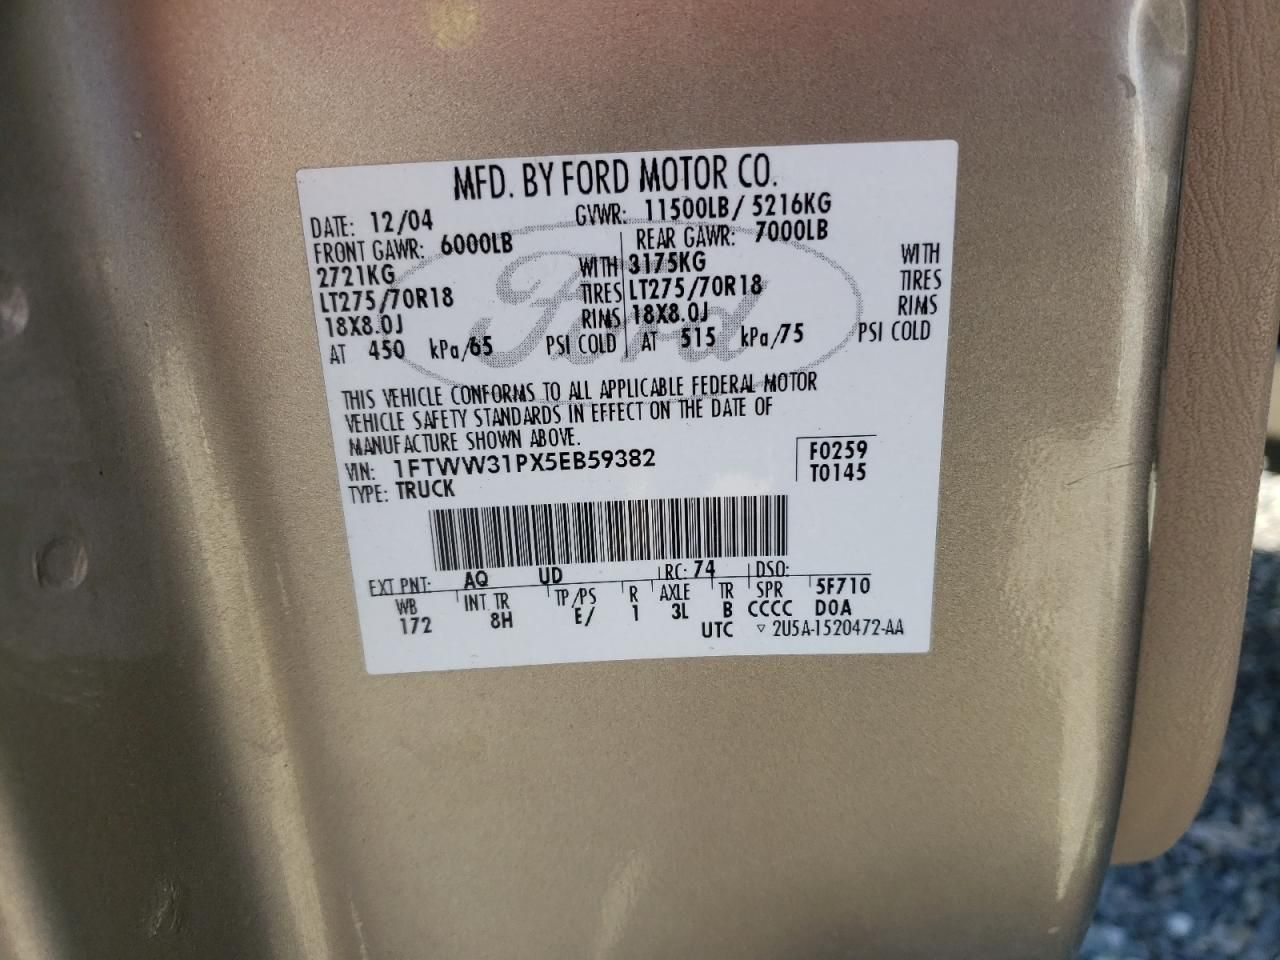 MFD. BY FORD MOTOR CO.
DATE: 12/04 GVWR: 11500LB/ 5216KG
FRONT GAWR: 6000LB REAR GAWR: 7000LB
2721KG WITH 3175KG WITH
LT275/70R18 TIRES LT275/70R18 TIRES
18X8.0J RIMS 18X8.0J RIMS
AT 450 kPa/65 PSI COLD AT 515 kPa/75 PSI COLD
Ford
THIS VEHICLE CONFORMS TO ALL APPLICABLE FEDERAL MOTOR
VEHICLE SAFETY STANDARDS IN EFFECT ON THE DATE OF
MANUFACTURE SHOWN ABOVE.
VIN: 1FTWW31PX5EB59382 F0259
TYPE: TRUCK T0145
EXT PNT: AQ UD RC: 74 DSO:
WB INT TR TP/PS R AXLE TR SPR 5F710
172 8H E/ 1 3L B CCCC D0A
UTC ▽ 2U5A-1520472-AA